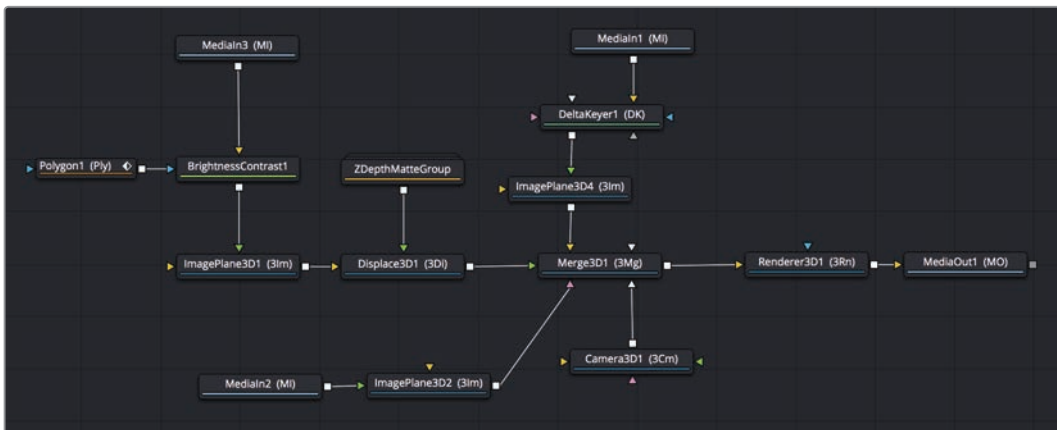 MediaIn3 (MI)
MediaIn1 (MI)
DeltaKeyer1 (DK)
Polygon1 (Ply)
BrightnessContrast1
ZDepthMatteGroup
ImagePlane3D4 (3Im)
ImagePlane3D1 (3Im)
Displace3D1 (3Di)
Merge3D1 (3Mg)
Renderer3D1 (3Rn)
MediaOut1 (MO)
Camera3D1 (3Cm)
MediaIn2 (MI)
ImagePlane3D2 (3Im)